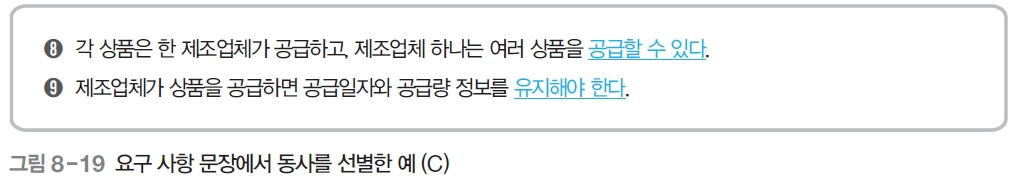 ❽ 각 상품은 한 제조업체가 공급하고, 제조업체 하나는 여러 상품을 공급할 수 있다.
❾ 제조업체가 상품을 공급하면 공급일자와 공급량 정보를 유지해야 한다.
그림 8-19 요구 사항 문장에서 동사를 선별한 예 (C)